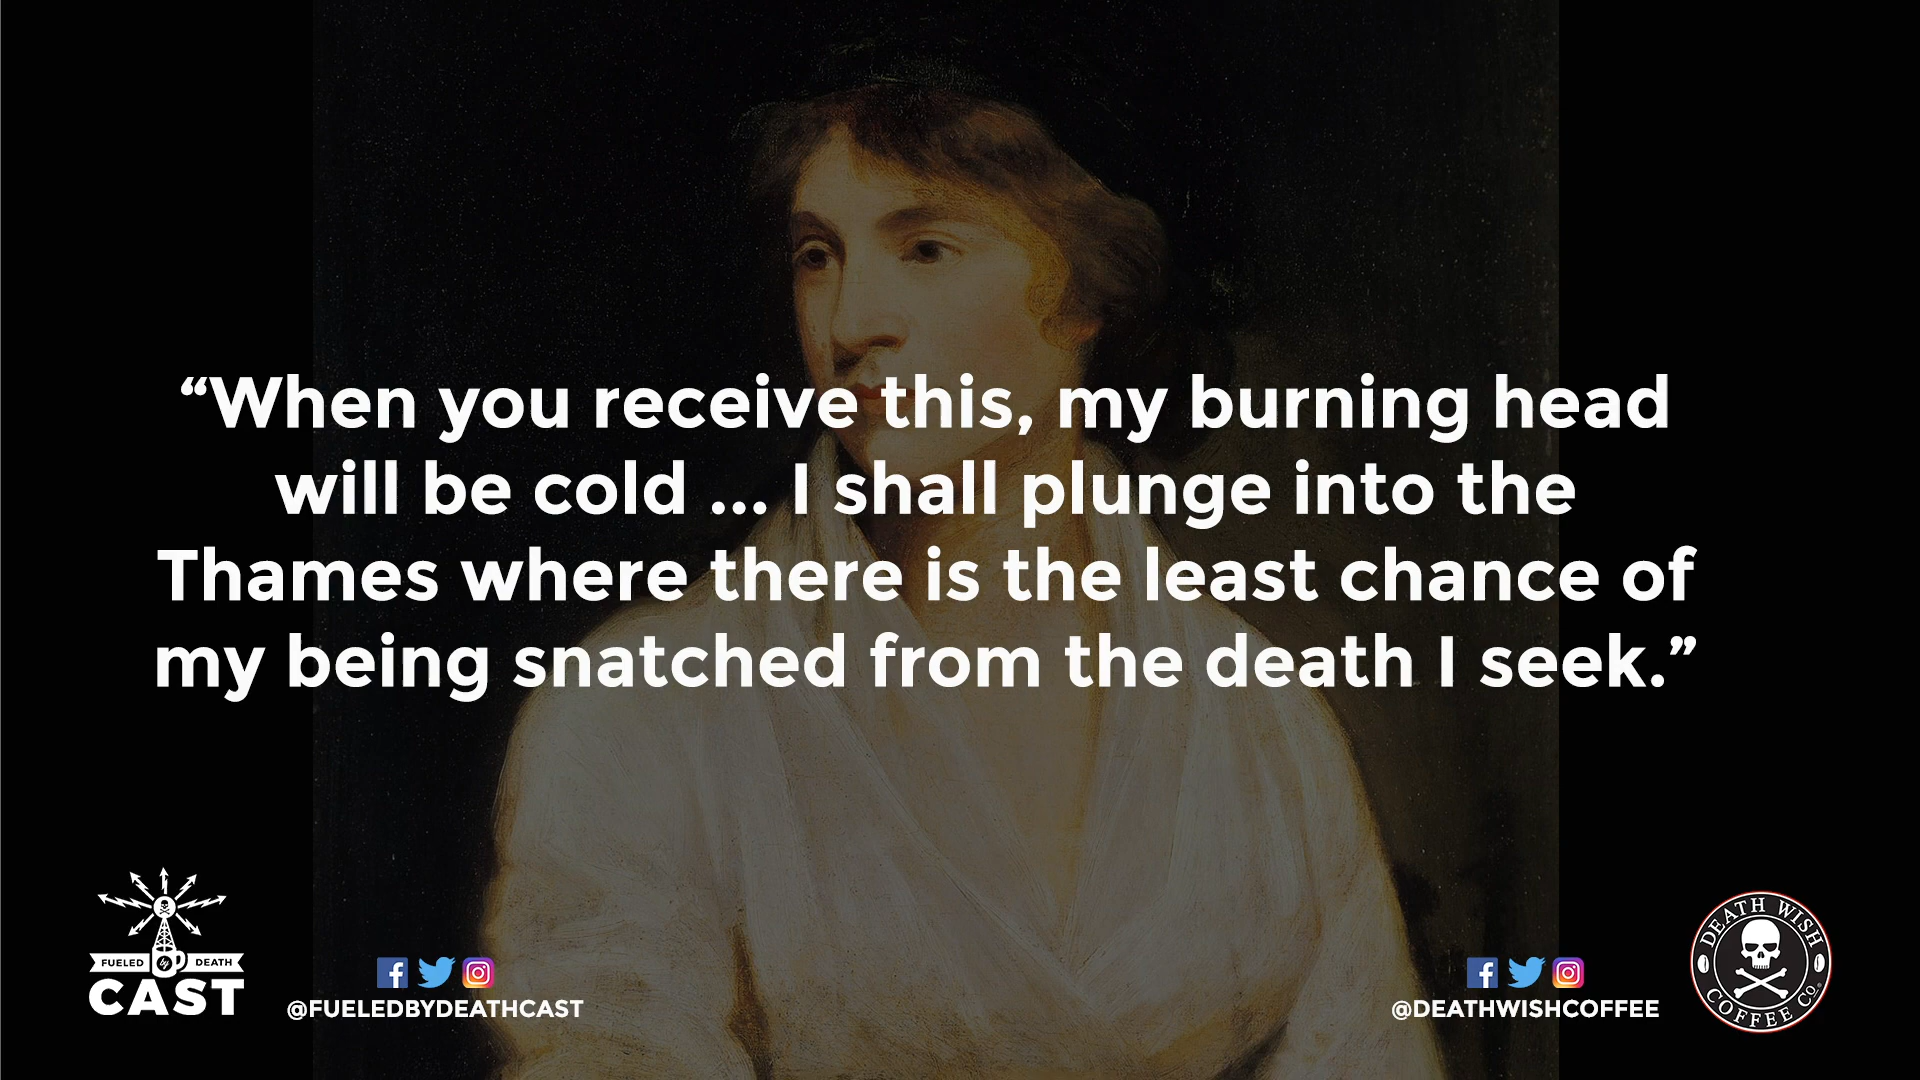 “When you receive this, my burning head
will be cold ... I shall plunge into the
Thames where there is the least chance of
my being snatched from the death I seek.”
FUELED by DEATH
CAST
@FUELEDBYDEATHCAST
@DEATHWISHCOFFEE
DEATH WISH
COFFEE CO.